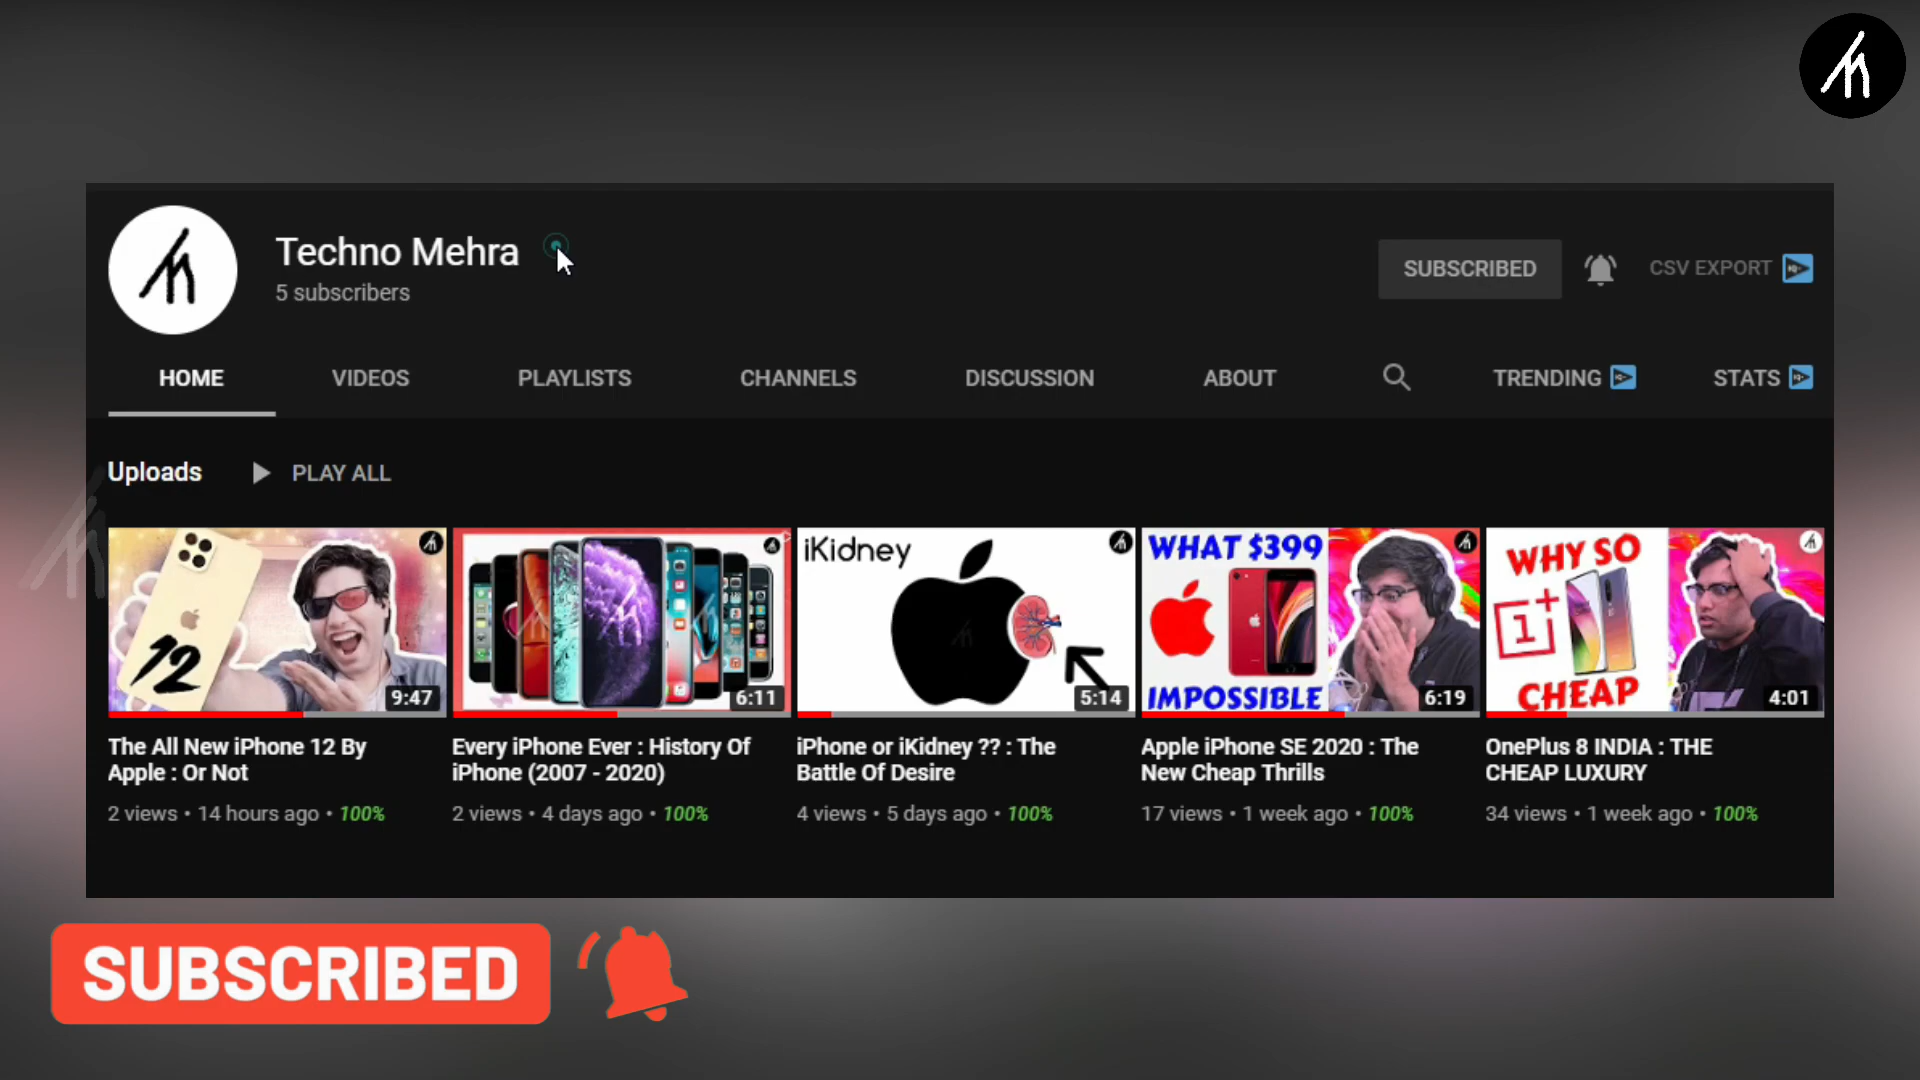 Techno Mehra
5 subscribers
SUBSCRIBED
CSV EXPORT
HOME
VIDEOS
PLAYLISTS
CHANNELS
DISCUSSION
ABOUT
TRENDING
STATS
Uploads
PLAY ALL
12
9:47
6:11
iKidney
5:14
WHAT $399
IMPOSSIBLE
6:19
WHY SO
1+
CHEAP
4:01
The All New iPhone 12 By
Apple : Or Not
2 views • 14 hours ago • 100%
Every iPhone Ever : History Of
iPhone (2007 - 2020)
2 views • 4 days ago • 100%
iPhone or iKidney ?? : The
Battle Of Desire
4 views • 5 days ago • 100%
Apple iPhone SE 2020 : The
New Cheap Thrills
17 views • 1 week ago • 100%
OnePlus 8 INDIA : THE
CHEAP LUXURY
34 views • 1 week ago • 100%
SUBSCRIBED